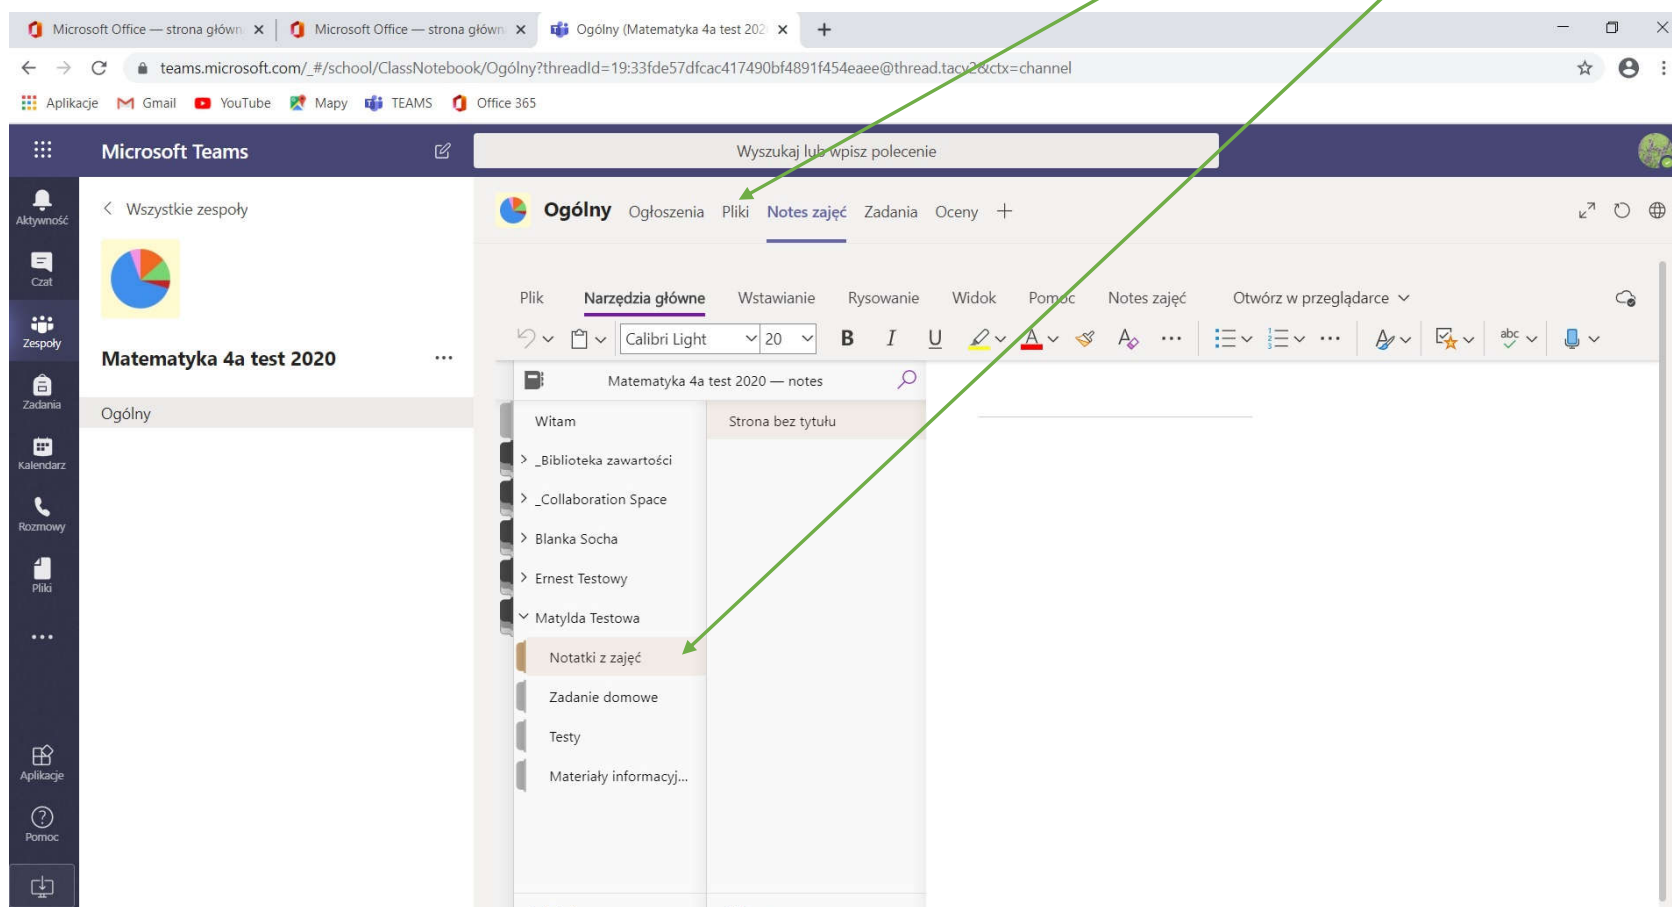 Microsoft Office — strona główn
Microsoft Office — strona główn
Ogólny (Matematyka 4a test 202
teams.microsoft.com/_#/school/ClassNotebook/Ogólny?threadId=19:33fde57dfcac417490bf4891f454eaee@thread.tacv2&ctx=channel
Aplikacje Gmail YouTube Mapy TEAMS Office 365
Microsoft Teams
Wyszukaj lub wpisz polecenie
Aktywność
Czat
Zespoły
Zadania
Kalendarz
Rozmowy
Pliki
Aplikacje
Pomoc
Wszystkie zespoły
Matematyka 4a test 2020
Ogólny
Ogólny Ogłoszenia Pliki Notes zajęć Zadania Oceny
Plik Narzędzia główne Wstawianie Rysowanie Widok Pomoc Notes zajęć Otwórz w przeglądarce
Calibri Light 20 B I U A A abc
Matematyka 4a test 2020 — notes
Witam
_Biblioteka zawartości
_Collaboration Space
Blanka Socha
Ernest Testowy
Matylda Testowa
Notatki z zajęć
Zadanie domowe
Testy
Materiały informacyj...
Strona bez tytułu